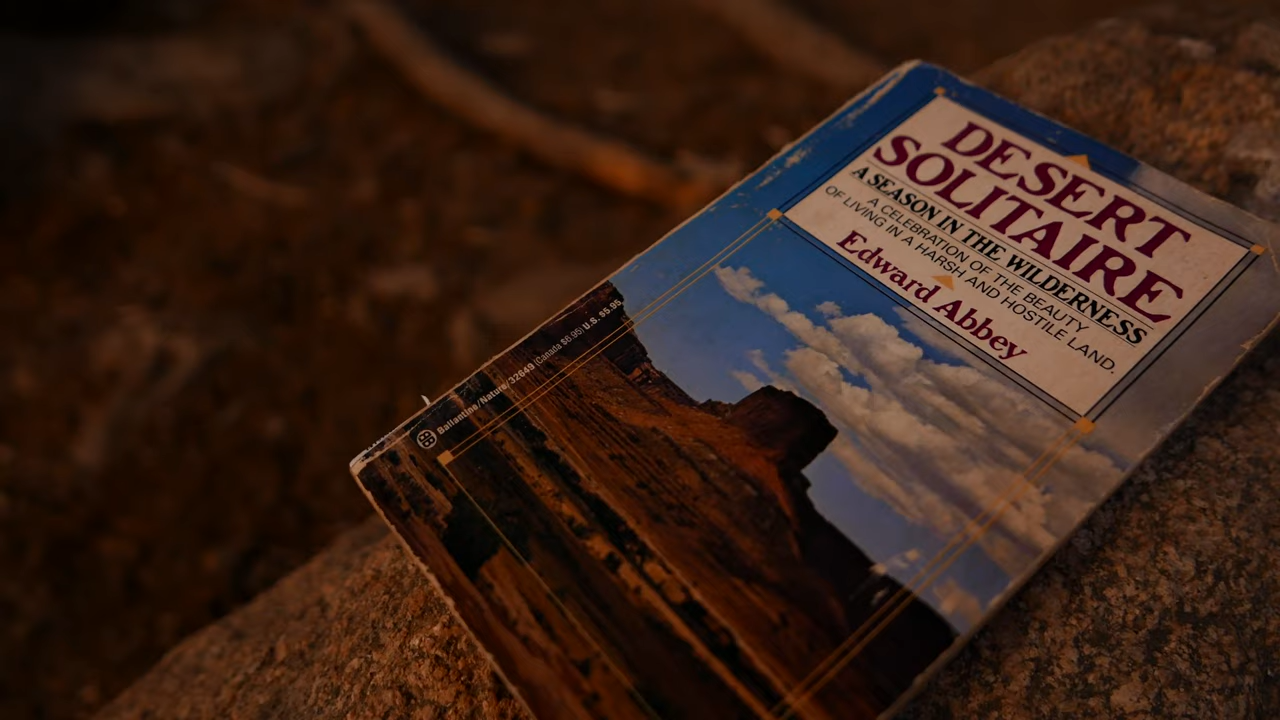 DESERT
SOLITAIRE
A SEASON IN THE WILDERNESS
A CELEBRATION OF THE BEAUTY
OF LIVING IN A HARSH AND HOSTILE LAND.
Edward Abbey
BB Ballantine/Nature/32649 (Canada $6.95) U.S. $5.95